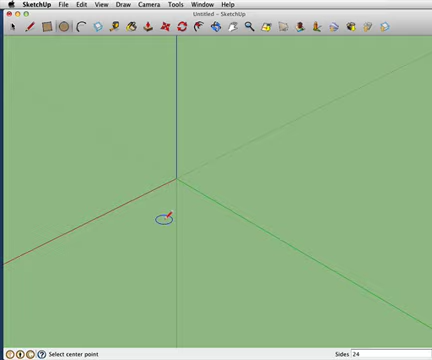 SketchUp File Edit View Draw Camera Tools Window Help
Untitled - SketchUp
Select center point
Sides 24